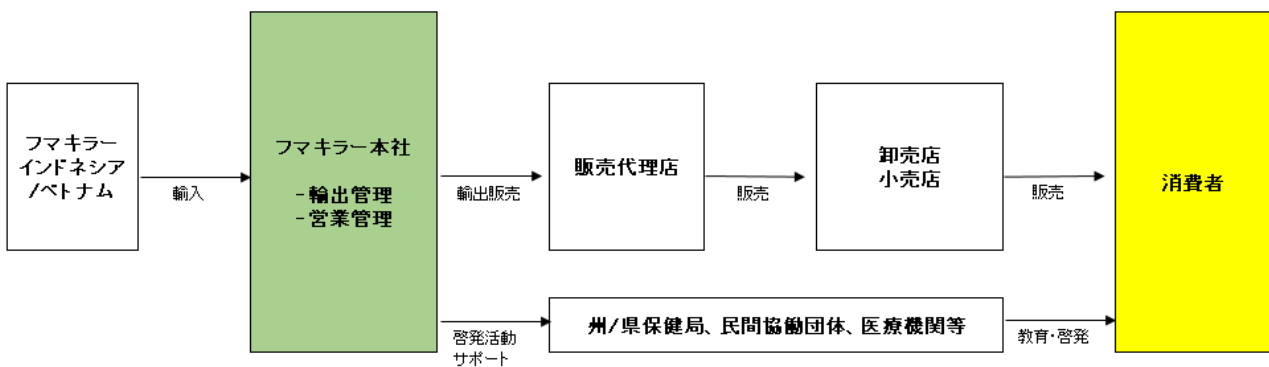 フマキラー
インドネシア
/ベトナム
輸入
フマキラー本社
-輸出管理
-営業管理
輸出販売
販売代理店
販売
卸売店
小売店
販売
消費者
啓発活動
サポート
州/県保健局、民間協働団体、医療機関等
教育・啓発